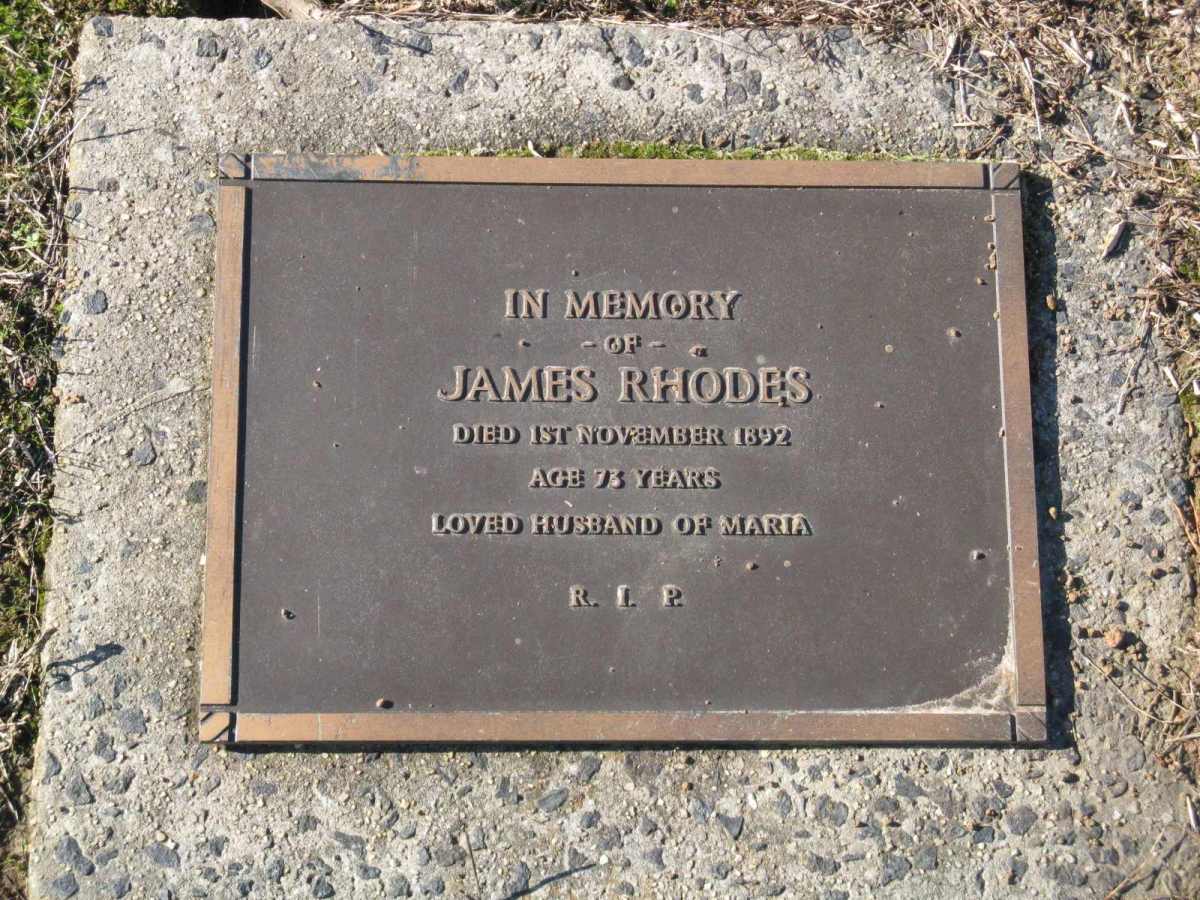 IN MEMORY
- OF -
JAMES RHODES
DIED 1ST NOVEMBER 1892
AGE 73 YEARS
LOVED HUSBAND OF MARIA
R. I. P.